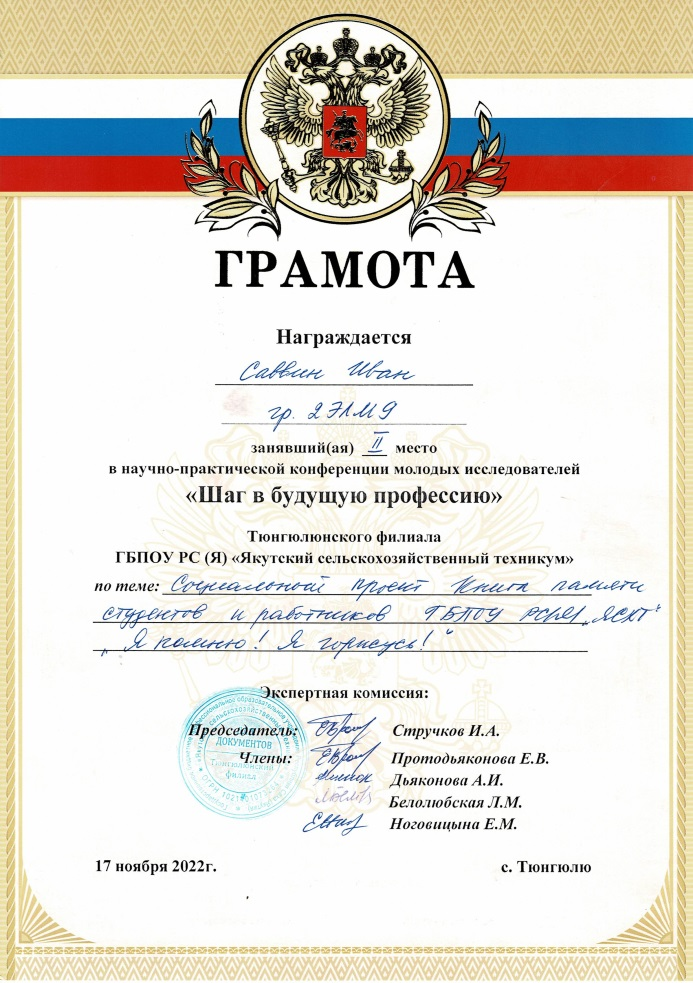 ГРАМОТА
Награждается
Саввин Иван
гр. 2ЭЛМ9
занявший(ая) II место
в научно-практической конференции молодых исследователей
«Шаг в будущую профессию»
Тюнгюлюнского филиала
ГБПОУ РС (Я) «Якутский сельскохозяйственный техникум»
по теме: Социальный проект Книга памяти
студентов и работников ГБПОУ РС(Я) „ЯСХТ“
„Я помню! Я горжусь!“
Экспертная комиссия:
Председатель: Стручков И.А.
Члены: Протодьяконова Е.В.
Дьяконова А.И.
Белолюбская Л.М.
Ноговицына Е.М.
ДОКУМЕНТОВ
Тюнгюлюнский
филиал
17 ноября 2022г. с. Тюнгюлю